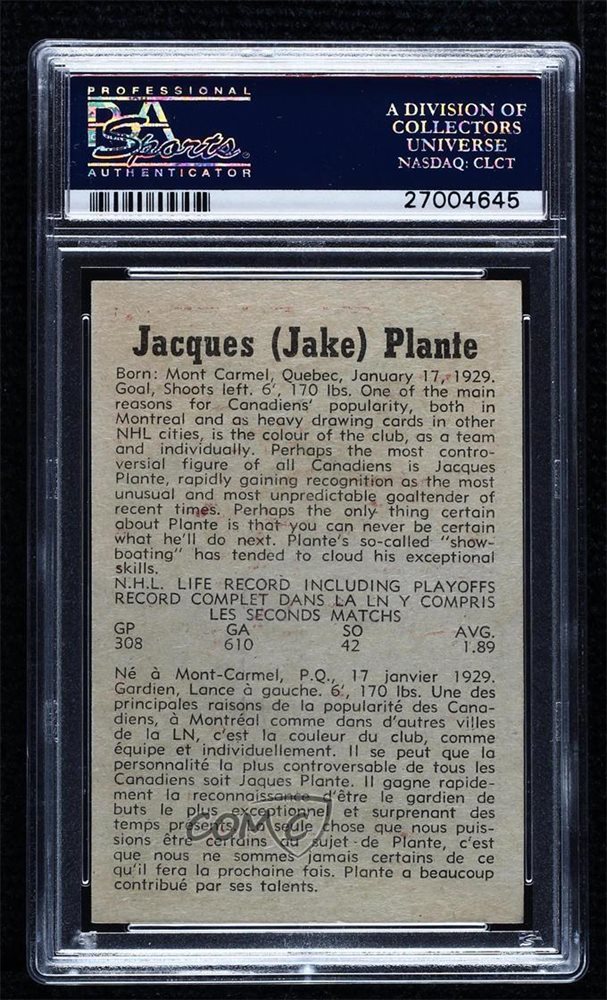 PROFESSIONAL
PSA
Sports
AUTHENTICATOR
A DIVISION OF
COLLECTORS
UNIVERSE
NASDAQ: CLCT
27004645
Jacques (Jake) Plante
Born: Mont Carmel, Quebec, January 17, 1929.
Goal, Shoots left. 6', 170 lbs. One of the main
reasons for Canadiens' popularity, both in
Montreal and as heavy drawing cards in other
NHL cities, is the colour of the club, as a team
and individually. Perhaps the most contro-
versial figure of all Canadiens is Jacques
Plante, rapidly gaining recognition as the most
unusual and most unpredictable goaltender of
recent times. Perhaps the only thing certain
about Plante is that you can never be certain
what he'll do next. Plante's so-called "show-
boating" has tended to cloud his exceptional
skills.
N.H.L. LIFE RECORD INCLUDING PLAYOFFS
RECORD COMPLET DANS LA LN Y COMPRIS
LES SECONDS MATCHS
GP GA SO AVG.
308 610 42 1.89
Né à Mont-Carmel, P.Q., 17 janvier 1929.
Gardien, Lance à gauche. 6', 170 lbs. Une des
principales raisons de la popularité des Cana-
diens, à Montréal comme dans d'autres villes
de la LN, c'est la couleur du club, comme
équipe et individuellement. Il se peut que la
personnalité la plus controversable de tous les
Canadiens soit Jaques Plante. Il gagne rapide-
ment la reconnaissance d'être le gardien de
buts le plus exceptionnel et surprenant des
temps présents. La seule chose que nous puis-
sions être certains au sujet de Plante, c'est
que nous ne sommes jamais certains de ce
qu'il fera la prochaine fois. Plante a beaucoup
contribué par ses talents.
COMC